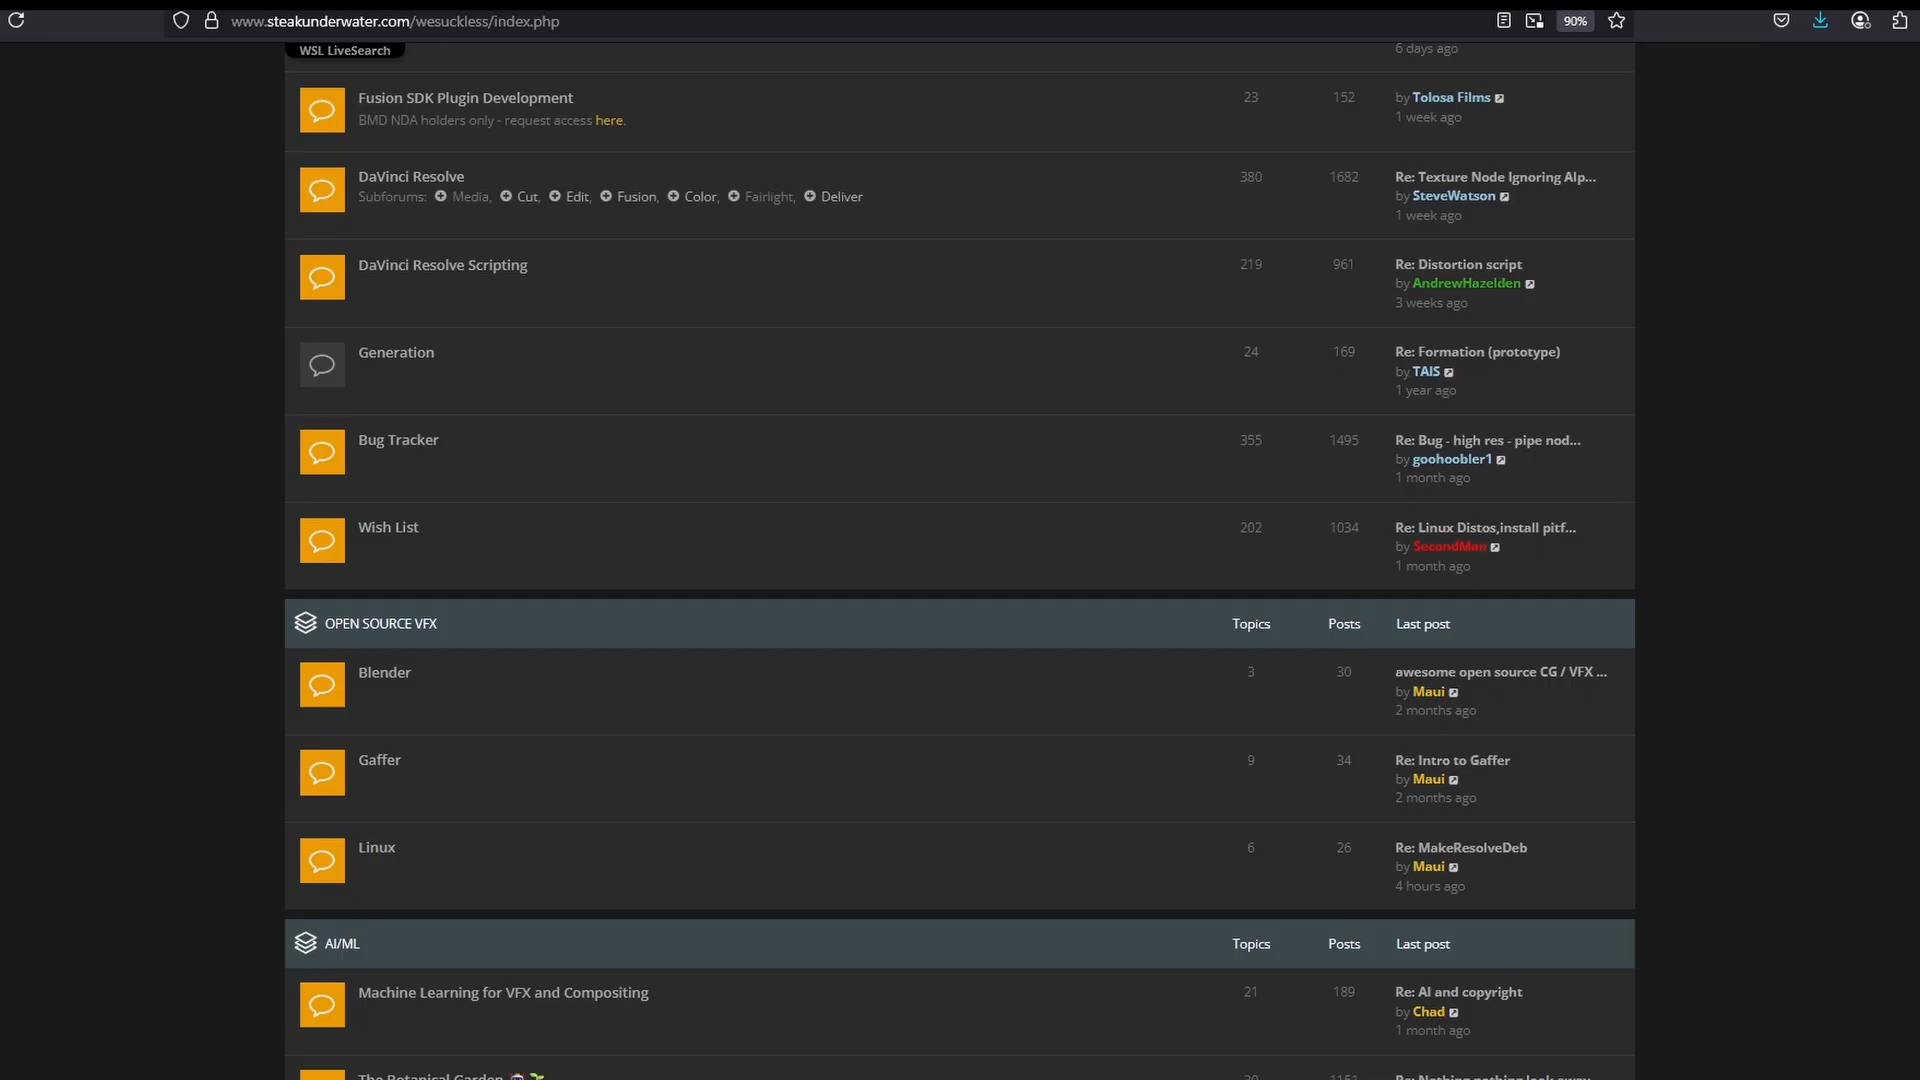 www.steakunderwater.com/wesuckless/index.php
90%
WSL LiveSearch
6 days ago
Fusion SDK Plugin Development
23
152
by Tolosa Films
BMD NDA holders only - request access here.
1 week ago
DaVinci Resolve
380
1682
Re: Texture Node Ignoring Alp...
Subforums: Media, Cut, Edit, Fusion, Color, Fairlight, Deliver
by SteveWatson
1 week ago
DaVinci Resolve Scripting
219
961
Re: Distortion script
by AndrewHazelden
3 weeks ago
Generation
24
169
Re: Formation (prototype)
by TAIS
1 year ago
Bug Tracker
355
1495
Re: Bug - high res - pipe nod...
by goohoobler1
1 month ago
Wish List
202
1034
Re: Linux Distos,install pitf...
by SecondMan
1 month ago
OPEN SOURCE VFX
Topics
Posts
Last post
Blender
3
30
awesome open source CG / VFX ...
by Maui
2 months ago
Gaffer
9
34
Re: Intro to Gaffer
by Maui
2 months ago
Linux
6
26
Re: MakeResolveDeb
by Maui
4 hours ago
AI/ML
Topics
Posts
Last post
Machine Learning for VFX and Compositing
21
189
Re: AI and copyright
by Chad
1 month ago
The Botanical Garden